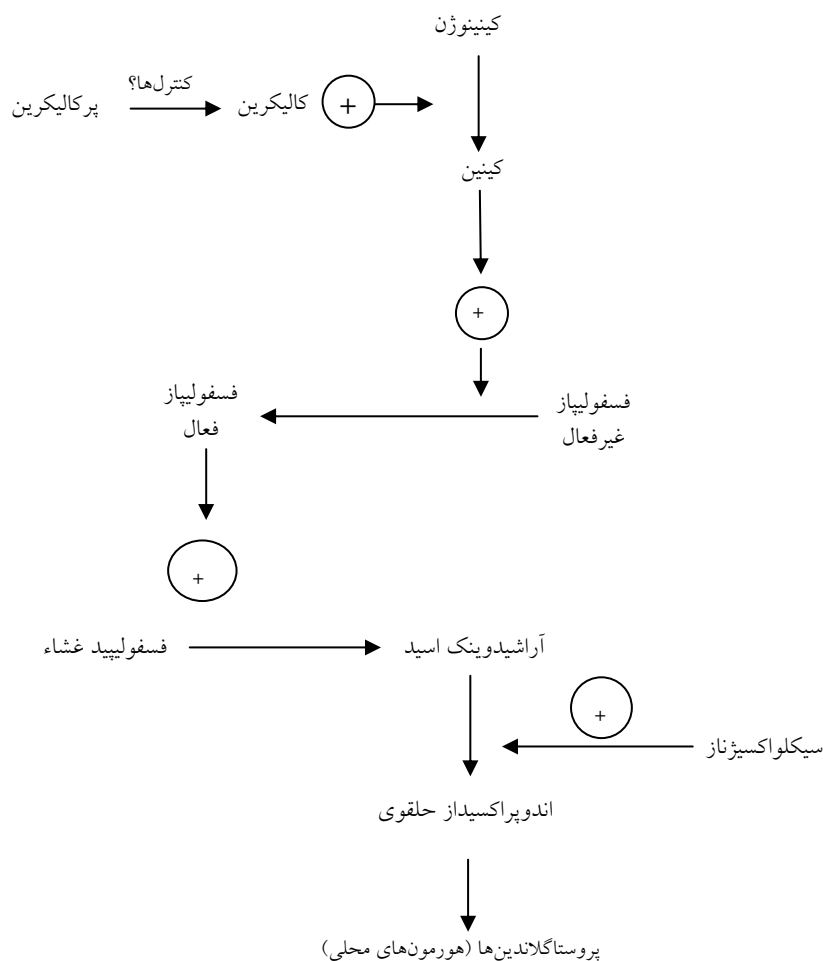 کینینوژن
کنترل‌ها؟
پرکالیکرین
کالیکرین
+
کینین
+
فسفولیپاز
فعال
فسفولیپاز
غیرفعال
+
فسفولیپید غشاء
آراشیدوینک اسید
+
سیکلواکسیژناز
اندوپراکسیداز حلقوی
پروستاگلاندین‌ها (هورمون‌های محلی)